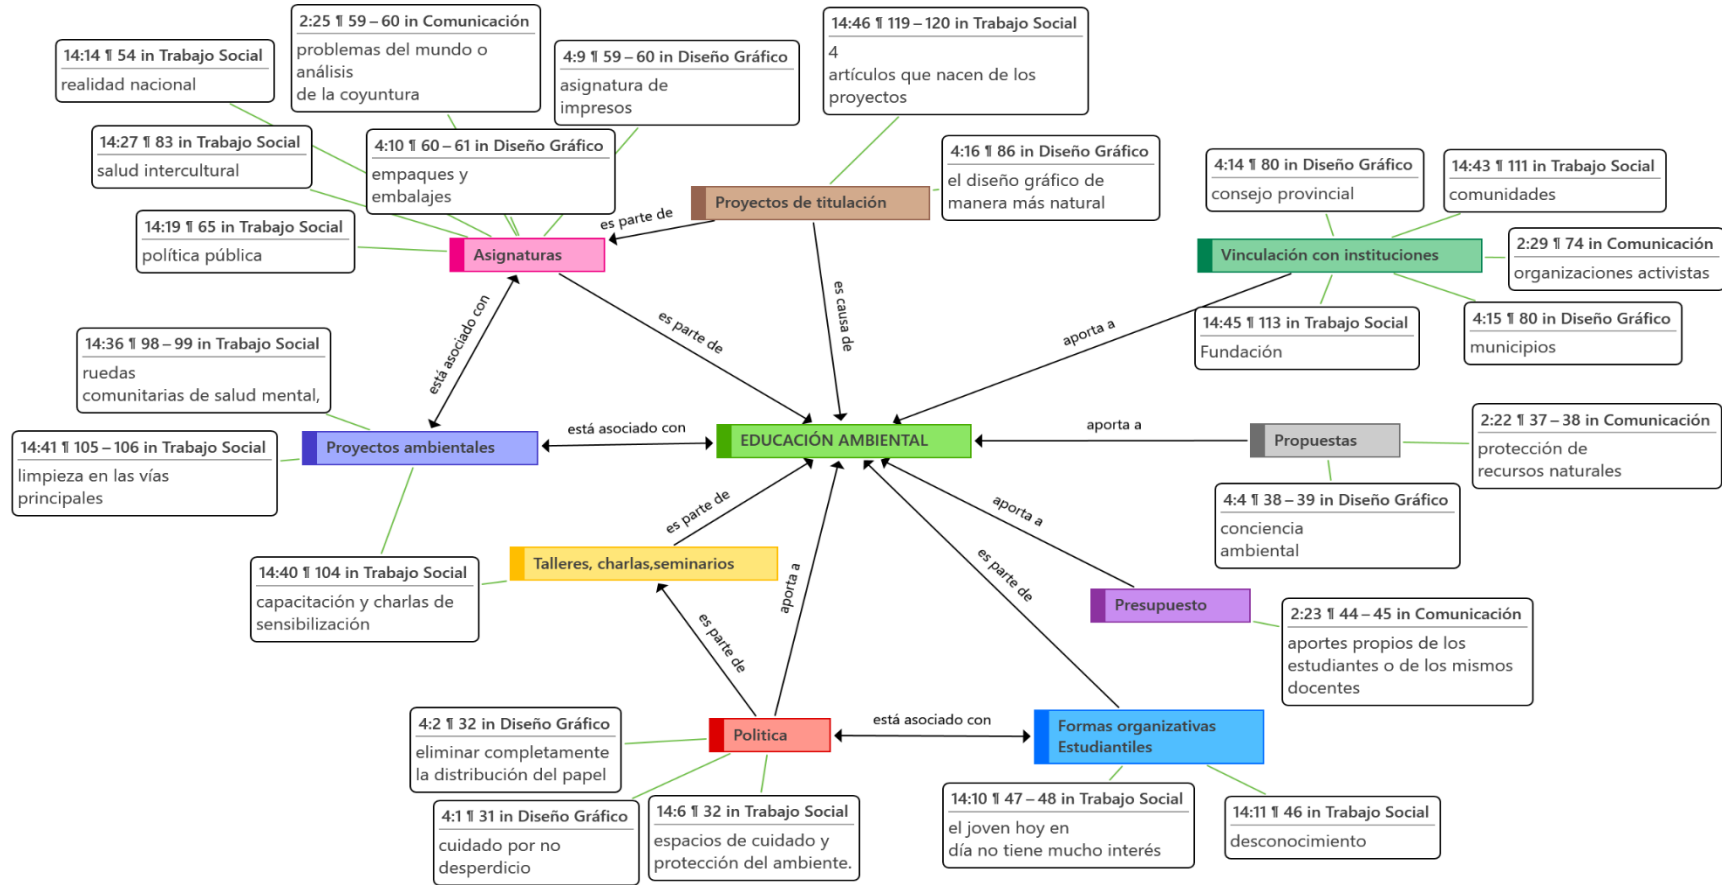 14:14 ¶ 54 in Trabajo Social
realidad nacional
2:25 ¶ 59 – 60 in Comunicación
problemas del mundo o
análisis
de la coyuntura
4:9 ¶ 59 – 60 in Diseño Gráfico
asignatura de
impresos
14:46 ¶ 119 – 120 in Trabajo Social
4
artículos que nacen de los
proyectos
14:27 ¶ 83 in Trabajo Social
salud intercultural
4:10 ¶ 60 – 61 in Diseño Gráfico
empaques y
embalajes
4:16 ¶ 86 in Diseño Gráfico
el diseño gráfico de
manera más natural
4:14 ¶ 80 in Diseño Gráfico
consejo provincial
14:43 ¶ 111 in Trabajo Social
comunidades
14:19 ¶ 65 in Trabajo Social
política pública
Proyectos de titulación
es parte de
Asignaturas
Vinculación con instituciones
2:29 ¶ 74 in Comunicación
organizaciones activistas
14:45 ¶ 113 in Trabajo Social
Fundación
4:15 ¶ 80 in Diseño Gráfico
municipios
está asociado con
es parte de
es causa de
aporta a
14:36 ¶ 98 – 99 in Trabajo Social
ruedas
comunitarias de salud mental,
14:41 ¶ 105 – 106 in Trabajo Social
limpieza en las vías
principales
Proyectos ambientales
está asociado con
EDUCACIÓN AMBIENTAL
aporta a
Propuestas
2:22 ¶ 37 – 38 in Comunicación
protección de
recursos naturales
4:4 ¶ 38 – 39 in Diseño Gráfico
conciencia
ambiental
es parte de
aporta a
Talleres, charlas,seminarios
14:40 ¶ 104 in Trabajo Social
capacitación y charlas de
sensibilización
es parte de
aporta a
es parte de
Presupuesto
2:23 ¶ 44 – 45 in Comunicación
aportes propios de los
estudiantes o de los mismos
docentes
4:2 ¶ 32 in Diseño Gráfico
eliminar completamente
la distribución del papel
Politica
está asociado con
Formas organizativas
Estudiantiles
4:1 ¶ 31 in Diseño Gráfico
cuidado por no
desperdicio
14:6 ¶ 32 in Trabajo Social
espacios de cuidado y
protección del ambiente.
14:10 ¶ 47 – 48 in Trabajo Social
el joven hoy en
día no tiene mucho interés
14:11 ¶ 46 in Trabajo Social
desconocimiento